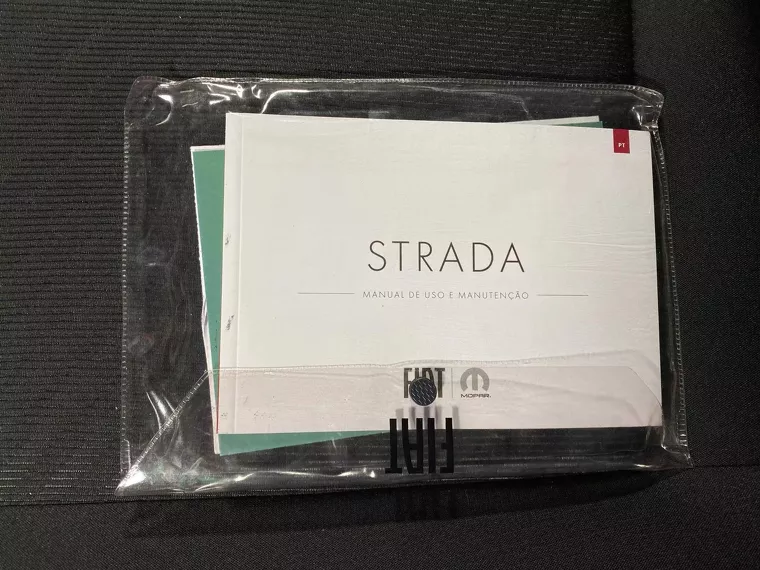 PT
STRADA
MANUAL DE USO E MANUTENÇÃO
FIAT
MOPAR.
FIAT